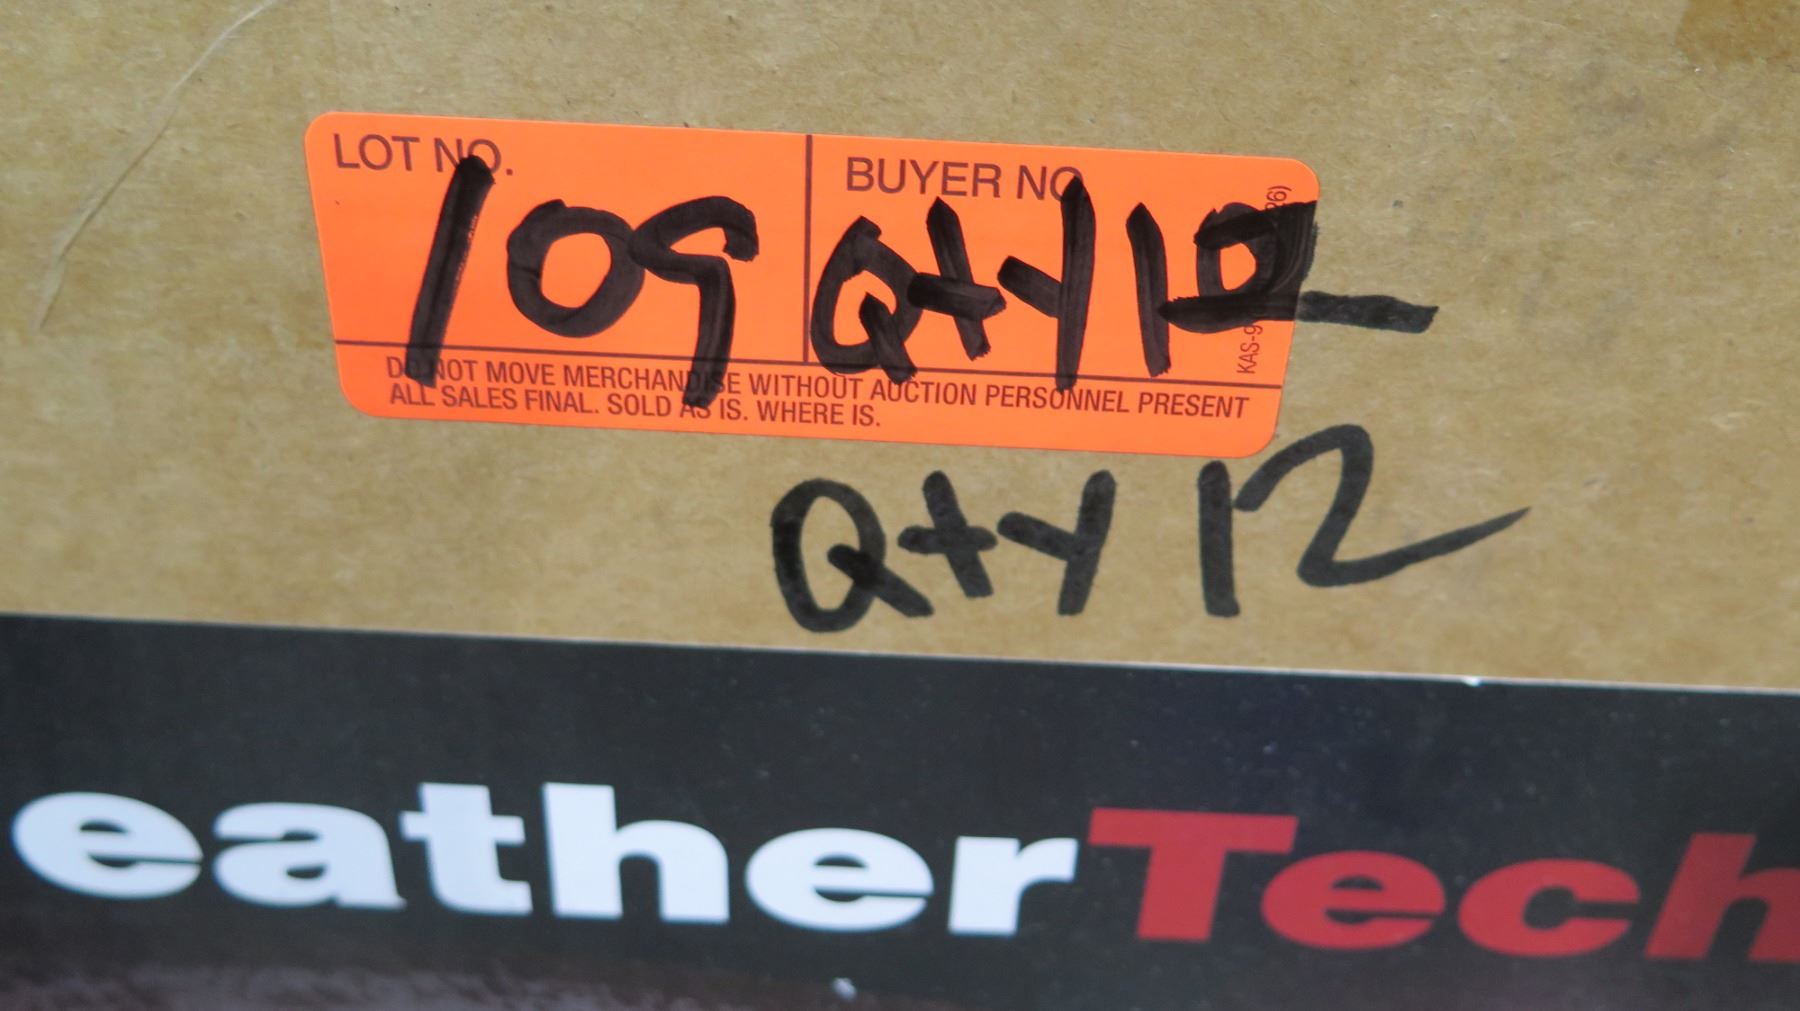 LOT NO. BUYER NO.
109 Qty 12
DO NOT MOVE MERCHANDISE WITHOUT AUCTION PERSONNEL PRESENT
ALL SALES FINAL. SOLD AS IS. WHERE IS.
Qty 12
eatherTech